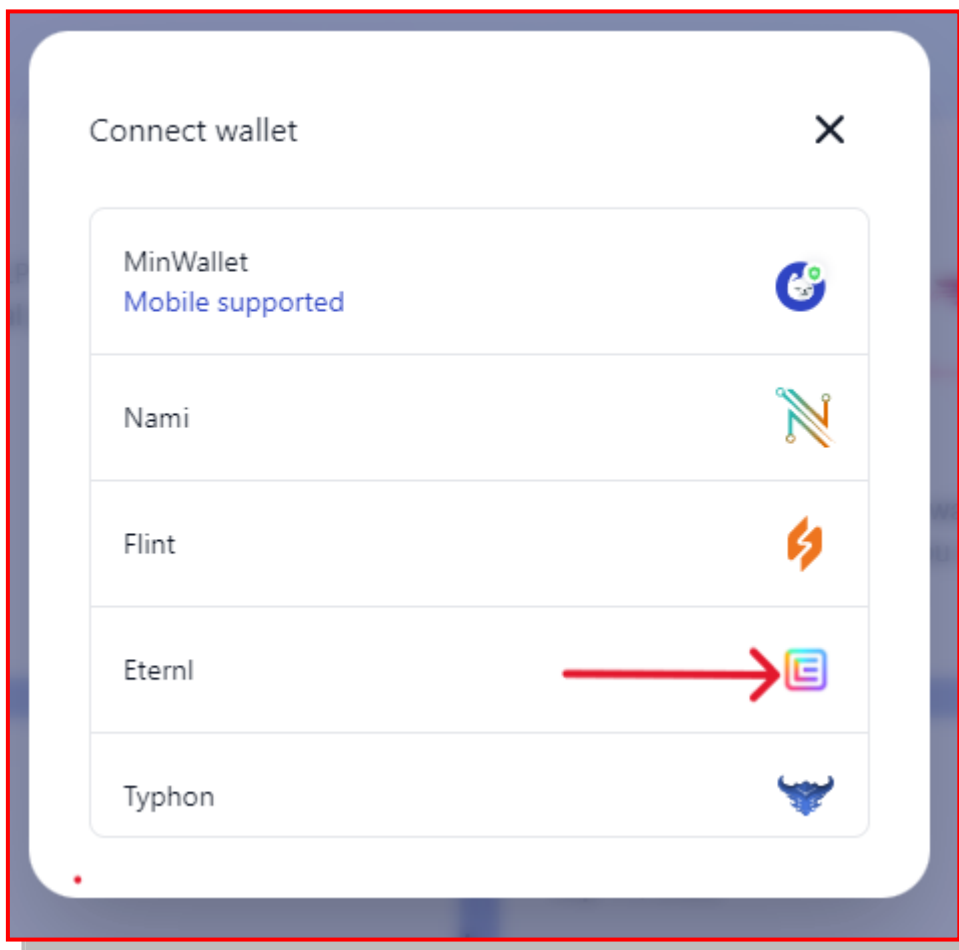 Connect wallet
MinWallet
Mobile supported
Nami
Flint
Eternl
Typhon